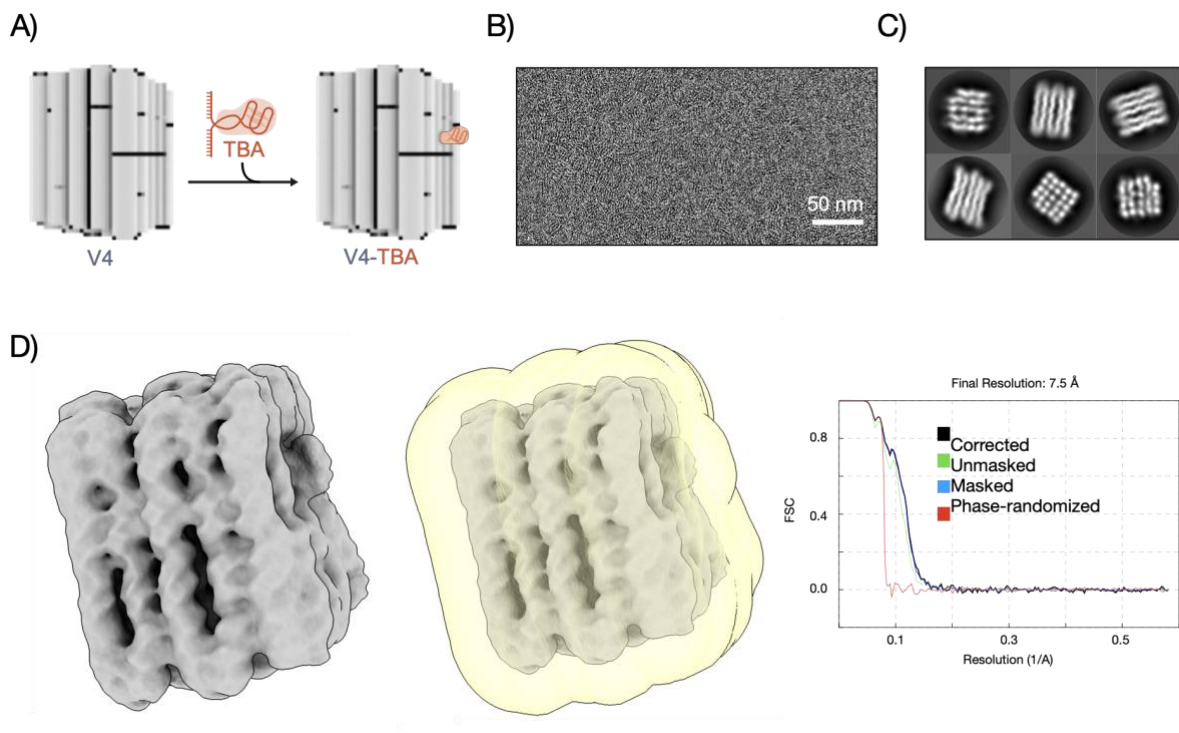 A)
B)
C)
TBA
V4
V4-TBA
50 nm
D)
Final Resolution: 7.5 Å
Corrected
Unmasked
Masked
Phase-randomized
FSC
0.8
0.4
0.0
0.1
0.3
0.5
Resolution (1/A)